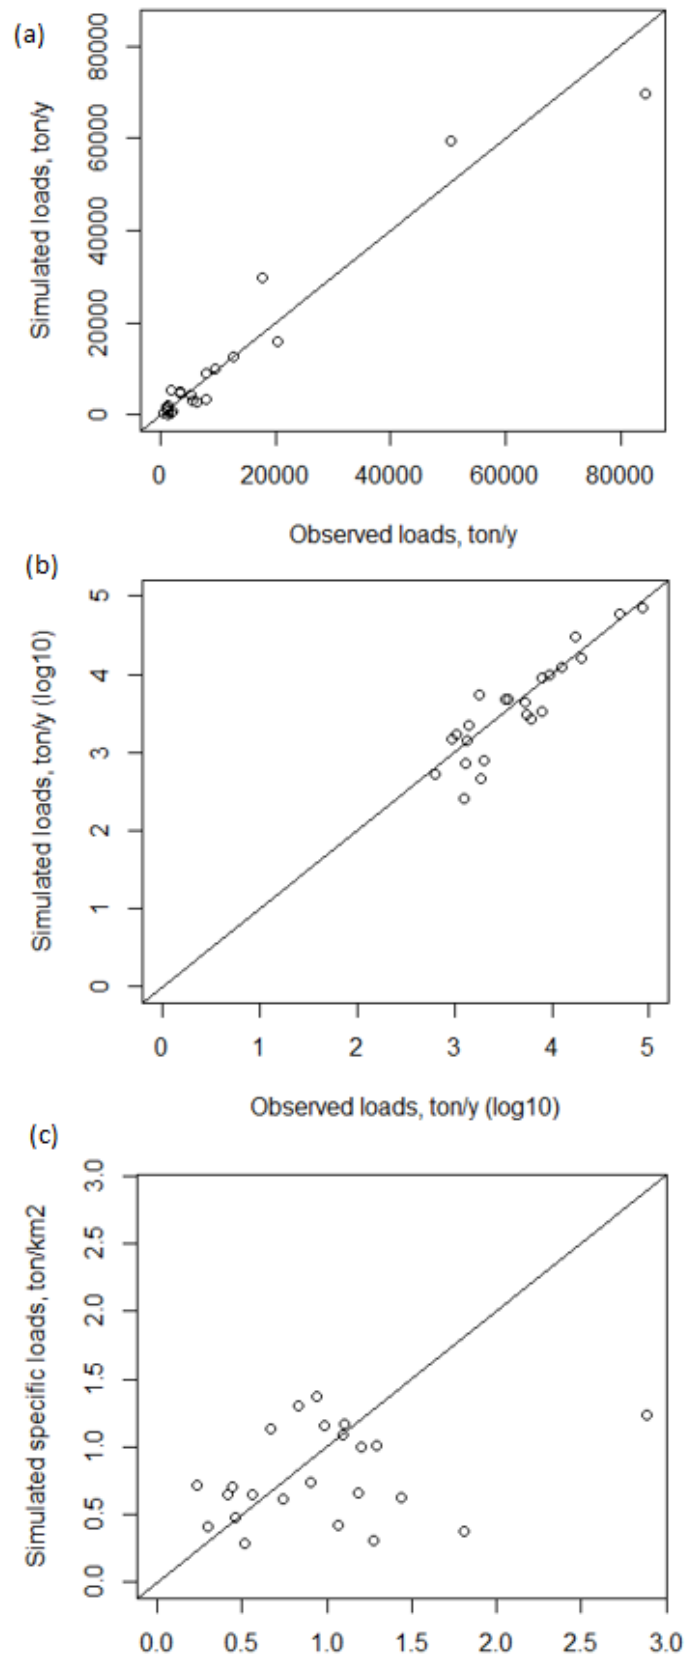 (a)
Simulated loads, ton/y
80000
60000
40000
20000
0
0 20000 40000 60000 80000
Observed loads, ton/y
(b)
Simulated loads, ton/y (log10)
5
4
3
2
1
0
0 1 2 3 4 5
Observed loads, ton/y (log10)
(c)
Simulated specific loads, ton/km2
3.0
2.5
2.0
1.5
1.0
0.5
0.0
0.0 0.5 1.0 1.5 2.0 2.5 3.0